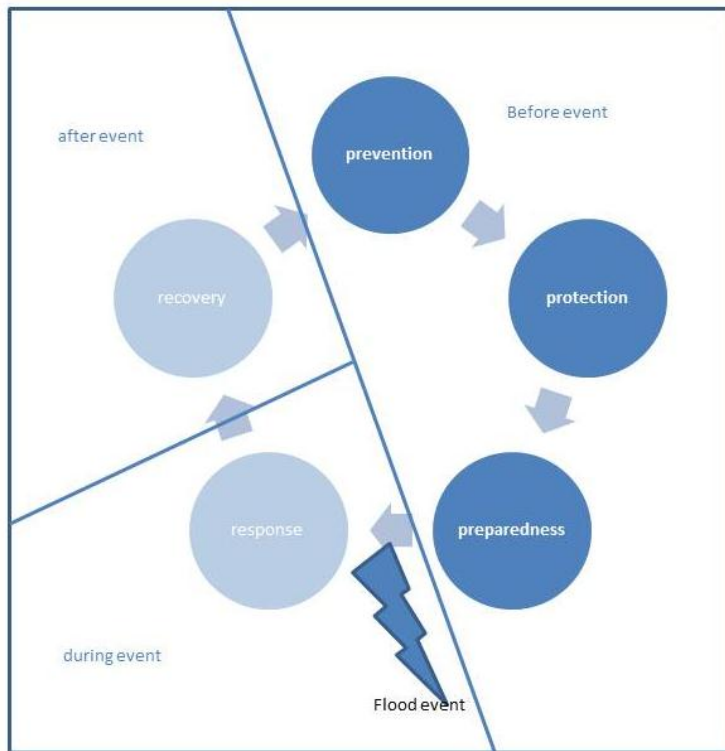 Before event
after event
prevention
recovery
protection
response
preparedness
during event
Flood event